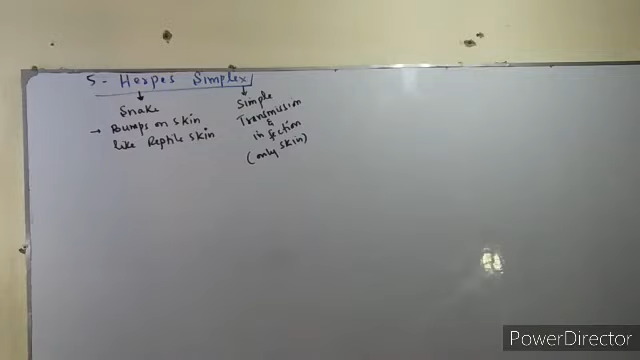 5. Herpes Simplex
Snake
→ Bumps on skin
like Reptile skin
Simple
Transmission
&
infection
(only skin)
PowerDirector